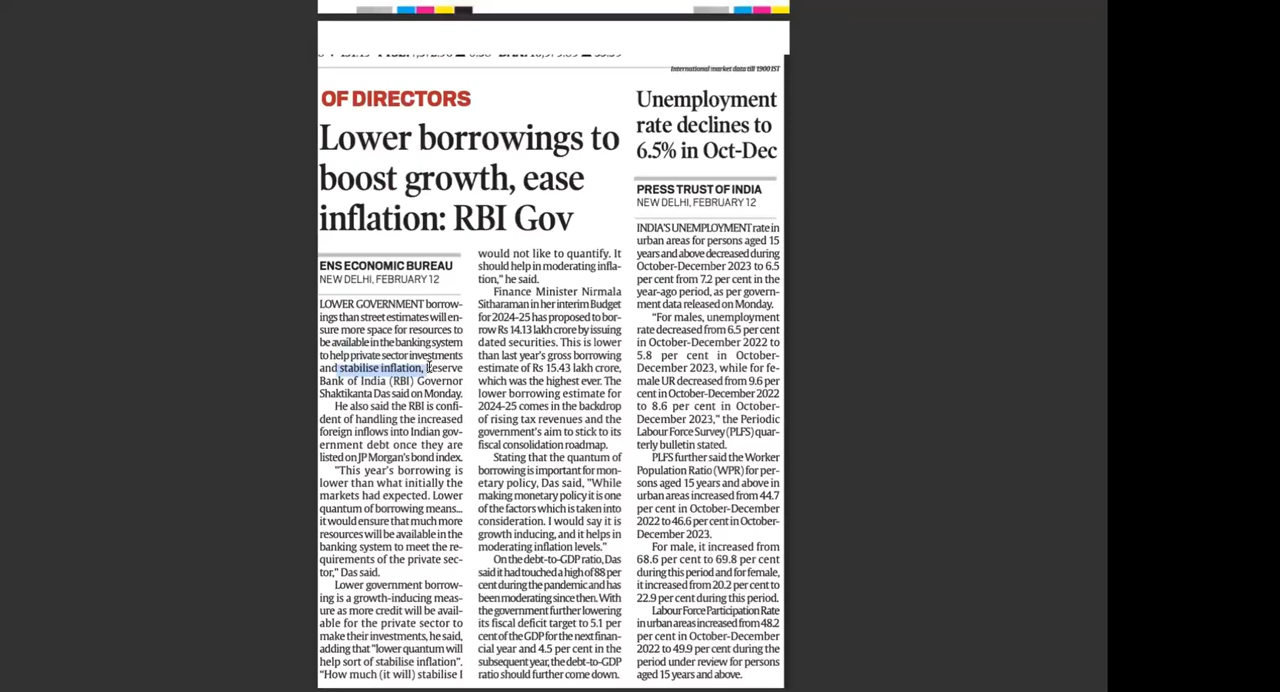 International market data till 1900 IST
OF DIRECTORS
Lower borrowings to
boost growth, ease
inflation: RBI Gov
ENS ECONOMIC BUREAU
NEW DELHI, FEBRUARY 12
LOWER GOVERNMENT borrow-
ings than street estimates will en-
sure more space for resources to
be available in the banking system
to help private sector investments
and stabilise inflation, Reserve
Bank of India (RBI) Governor
Shaktikanta Das said on Monday.
He also said the RBI is confi-
dent of handling the increased
foreign inflows into Indian gov-
ernment debt once they are
listed on JP Morgan's bond index.
"This year's borrowing is
lower than what initially the
markets had expected. Lower
quantum of borrowing means...
it would ensure that much more
resources will be available in the
banking system to meet the re-
quirements of the private sec-
tor," Das said.
Lower government borrow-
ing is a growth-inducing meas-
ure as more credit will be avail-
able for the private sector to
make their investments, he said,
adding that "lower quantum will
help sort of stabilise inflation".
"How much (it will) stabilise I
would not like to quantify. It
should help in moderating infla-
tion," he said.
Finance Minister Nirmala
Sitharaman in her interim Budget
for 2024-25 has proposed to bor-
row Rs 14.13 lakh crore by issuing
dated securities. This is lower
than last year's gross borrowing
estimate of Rs 15.43 lakh crore,
which was the highest ever. The
lower borrowing estimate for
2024-25 comes in the backdrop
of rising tax revenues and the
government's aim to stick to its
fiscal consolidation roadmap.
Stating that the quantum of
borrowing is important for mon-
etary policy, Das said, "While
making monetary policy it is one
of the factors which is taken into
consideration. I would say it is
growth inducing, and it helps in
moderating inflation levels."
On the debt-to-GDP ratio, Das
said it had touched a high of 88 per
cent during the pandemic and has
been moderating since then. With
the government further lowering
its fiscal deficit target to 5.1 per
cent of the GDP for the next finan-
cial year and 4.5 per cent in the
subsequent year, the debt-to-GDP
ratio should further come down.
Unemployment
rate declines to
6.5% in Oct-Dec
PRESS TRUST OF INDIA
NEW DELHI, FEBRUARY 12
INDIA'S UNEMPLOYMENT rate in
urban areas for persons aged 15
years and above decreased during
October-December 2023 to 6.5
per cent from 7.2 per cent in the
year-ago period, as per govern-
ment data released on Monday.
"For males, unemployment
rate decreased from 6.5 per cent
in October-December 2022 to
5.8 per cent in October-
December 2023, while for fe-
male UR decreased from 9.6 per
cent in October-December 2022
to 8.6 per cent in October-
December 2023," the Periodic
Labour Force Survey (PLFS) quar-
terly bulletin stated.
PLFS further said the Worker
Population Ratio (WPR) for per-
sons aged 15 years and above in
urban areas increased from 44.7
per cent in October-December
2022 to 46.6 per cent in October-
December 2023.
For male, it increased from
68.6 per cent to 69.8 per cent
during this period and for female,
it increased from 20.2 per cent to
22.9 per cent during this period.
Labour Force Participation Rate
in urban areas increased from 48.2
per cent in October-December
2022 to 49.9 per cent during the
period under review for persons
aged 15 years and above.